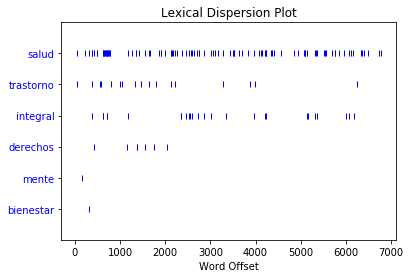 Lexical Dispersion Plot
salud
trastorno
integral
derechos
mente
bienestar
0 1000 2000 3000 4000 5000 6000 7000
Word Offset